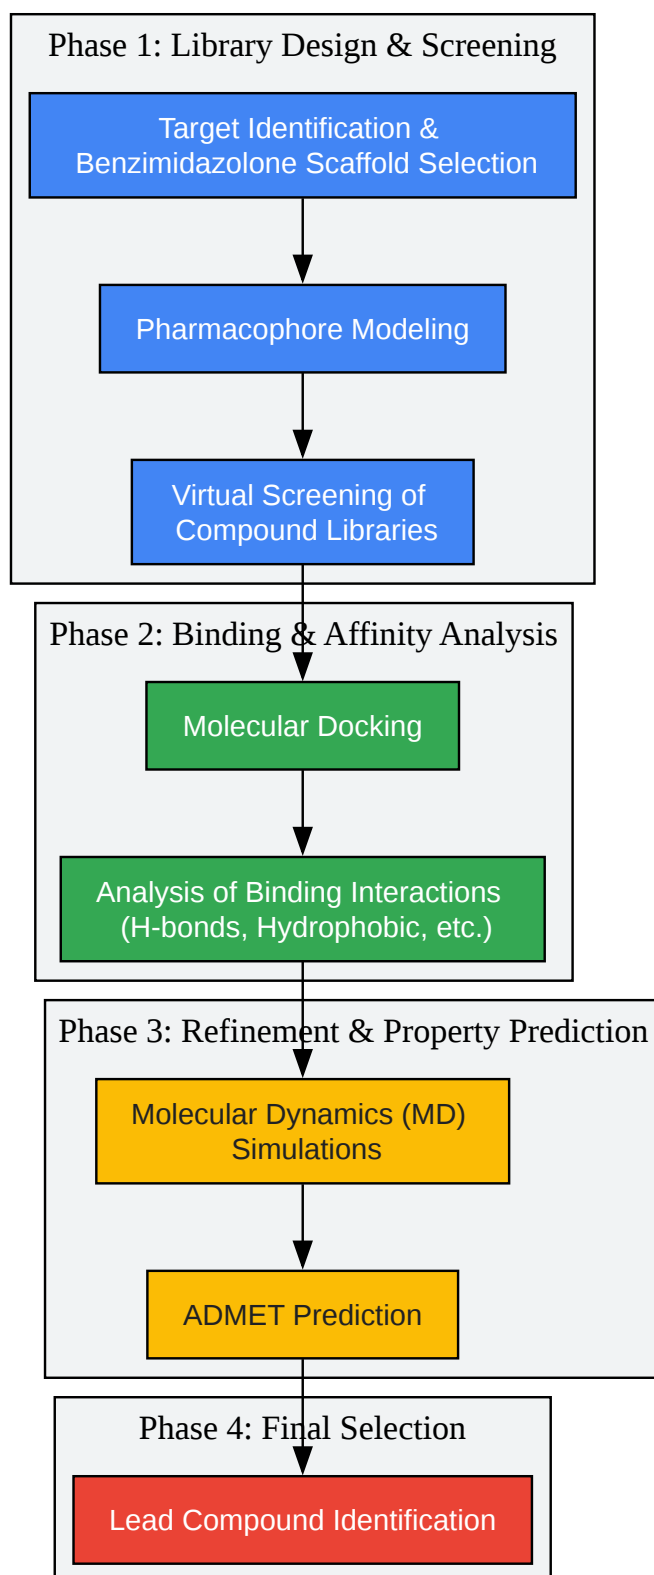 Phase 1: Library Design & Screening
Target Identification &
Benzimidazolone Scaffold Selection
Pharmacophore Modeling
Virtual Screening of
Compound Libraries
Phase 2: Binding & Affinity Analysis
Molecular Docking
Analysis of Binding Interactions
(H-bonds, Hydrophobic, etc.)
Phase 3: Refinement & Property Prediction
Molecular Dynamics (MD)
Simulations
ADMET Prediction
Phase 4: Final Selection
Lead Compound Identification